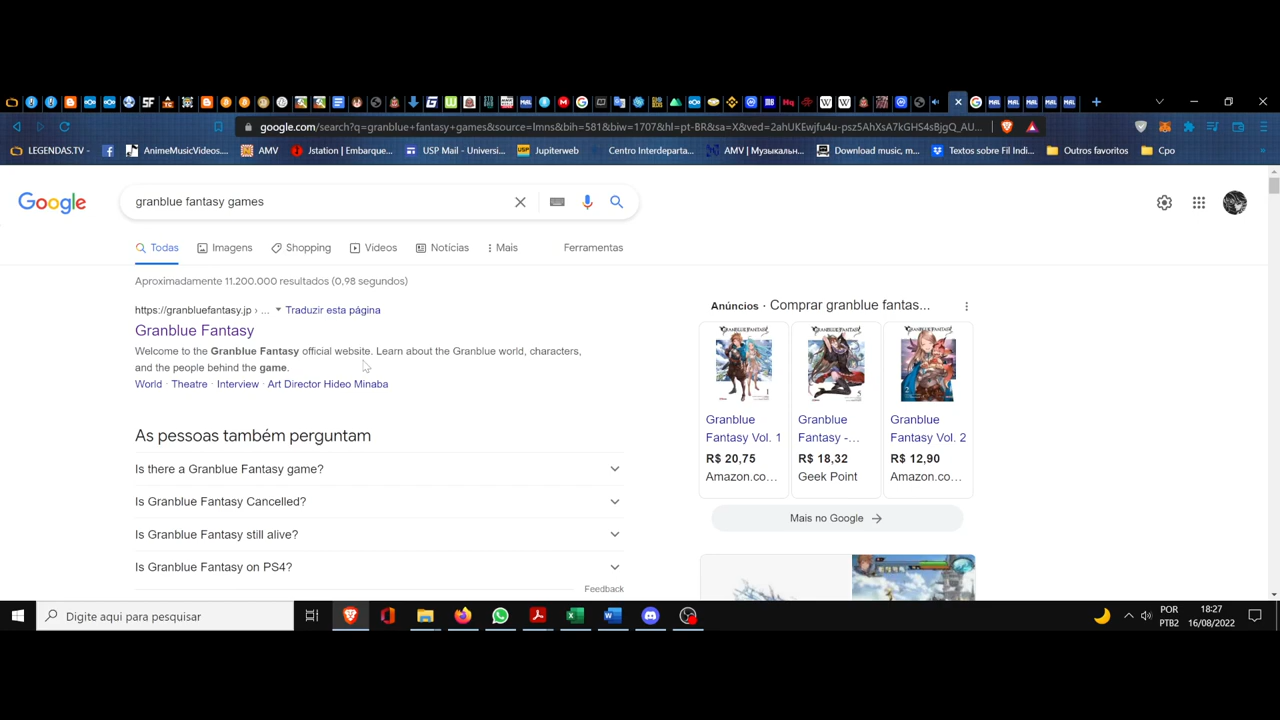 google.com/search?q=granblue+fantasy+games&source=lmns&bih=581&biw=1707&hl=pt-BR&sa=X&ved=2ahUKEwjfu4u-psz5AhXsA7kGHS4sBjgQ_AU...
LEGENDAS.TV - AnimeMusicVideos... AMV Jstation | Embarque... USP Mail - Universi... Jupiterweb Centro Interdeparta... AMV | Музыкальн... Download music, m... Textos sobre Fil Indi... Outros favoritos Cpo
Google
granblue fantasy games
Todas Imagens Shopping Vídeos Notícias Mais Ferramentas
Aproximadamente 11.200.000 resultados (0,98 segundos)
https://granbluefantasy.jp › ... Traduzir esta página
Granblue Fantasy
Welcome to the Granblue Fantasy official website. Learn about the Granblue world, characters,
and the people behind the game.
World · Theatre · Interview · Art Director Hideo Minaba
As pessoas também perguntam
Is there a Granblue Fantasy game?
Is Granblue Fantasy Cancelled?
Is Granblue Fantasy still alive?
Is Granblue Fantasy on PS4?
Feedback
Anúncios · Comprar granblue fantas...
Granblue
Fantasy Vol. 1
R$ 20,75
Amazon.co...
Granblue
Fantasy -...
R$ 18,32
Geek Point
Granblue
Fantasy Vol. 2
R$ 12,90
Amazon.co...
Mais no Google
Digite aqui para pesquisar
POR
PTB2
18:27
16/08/2022